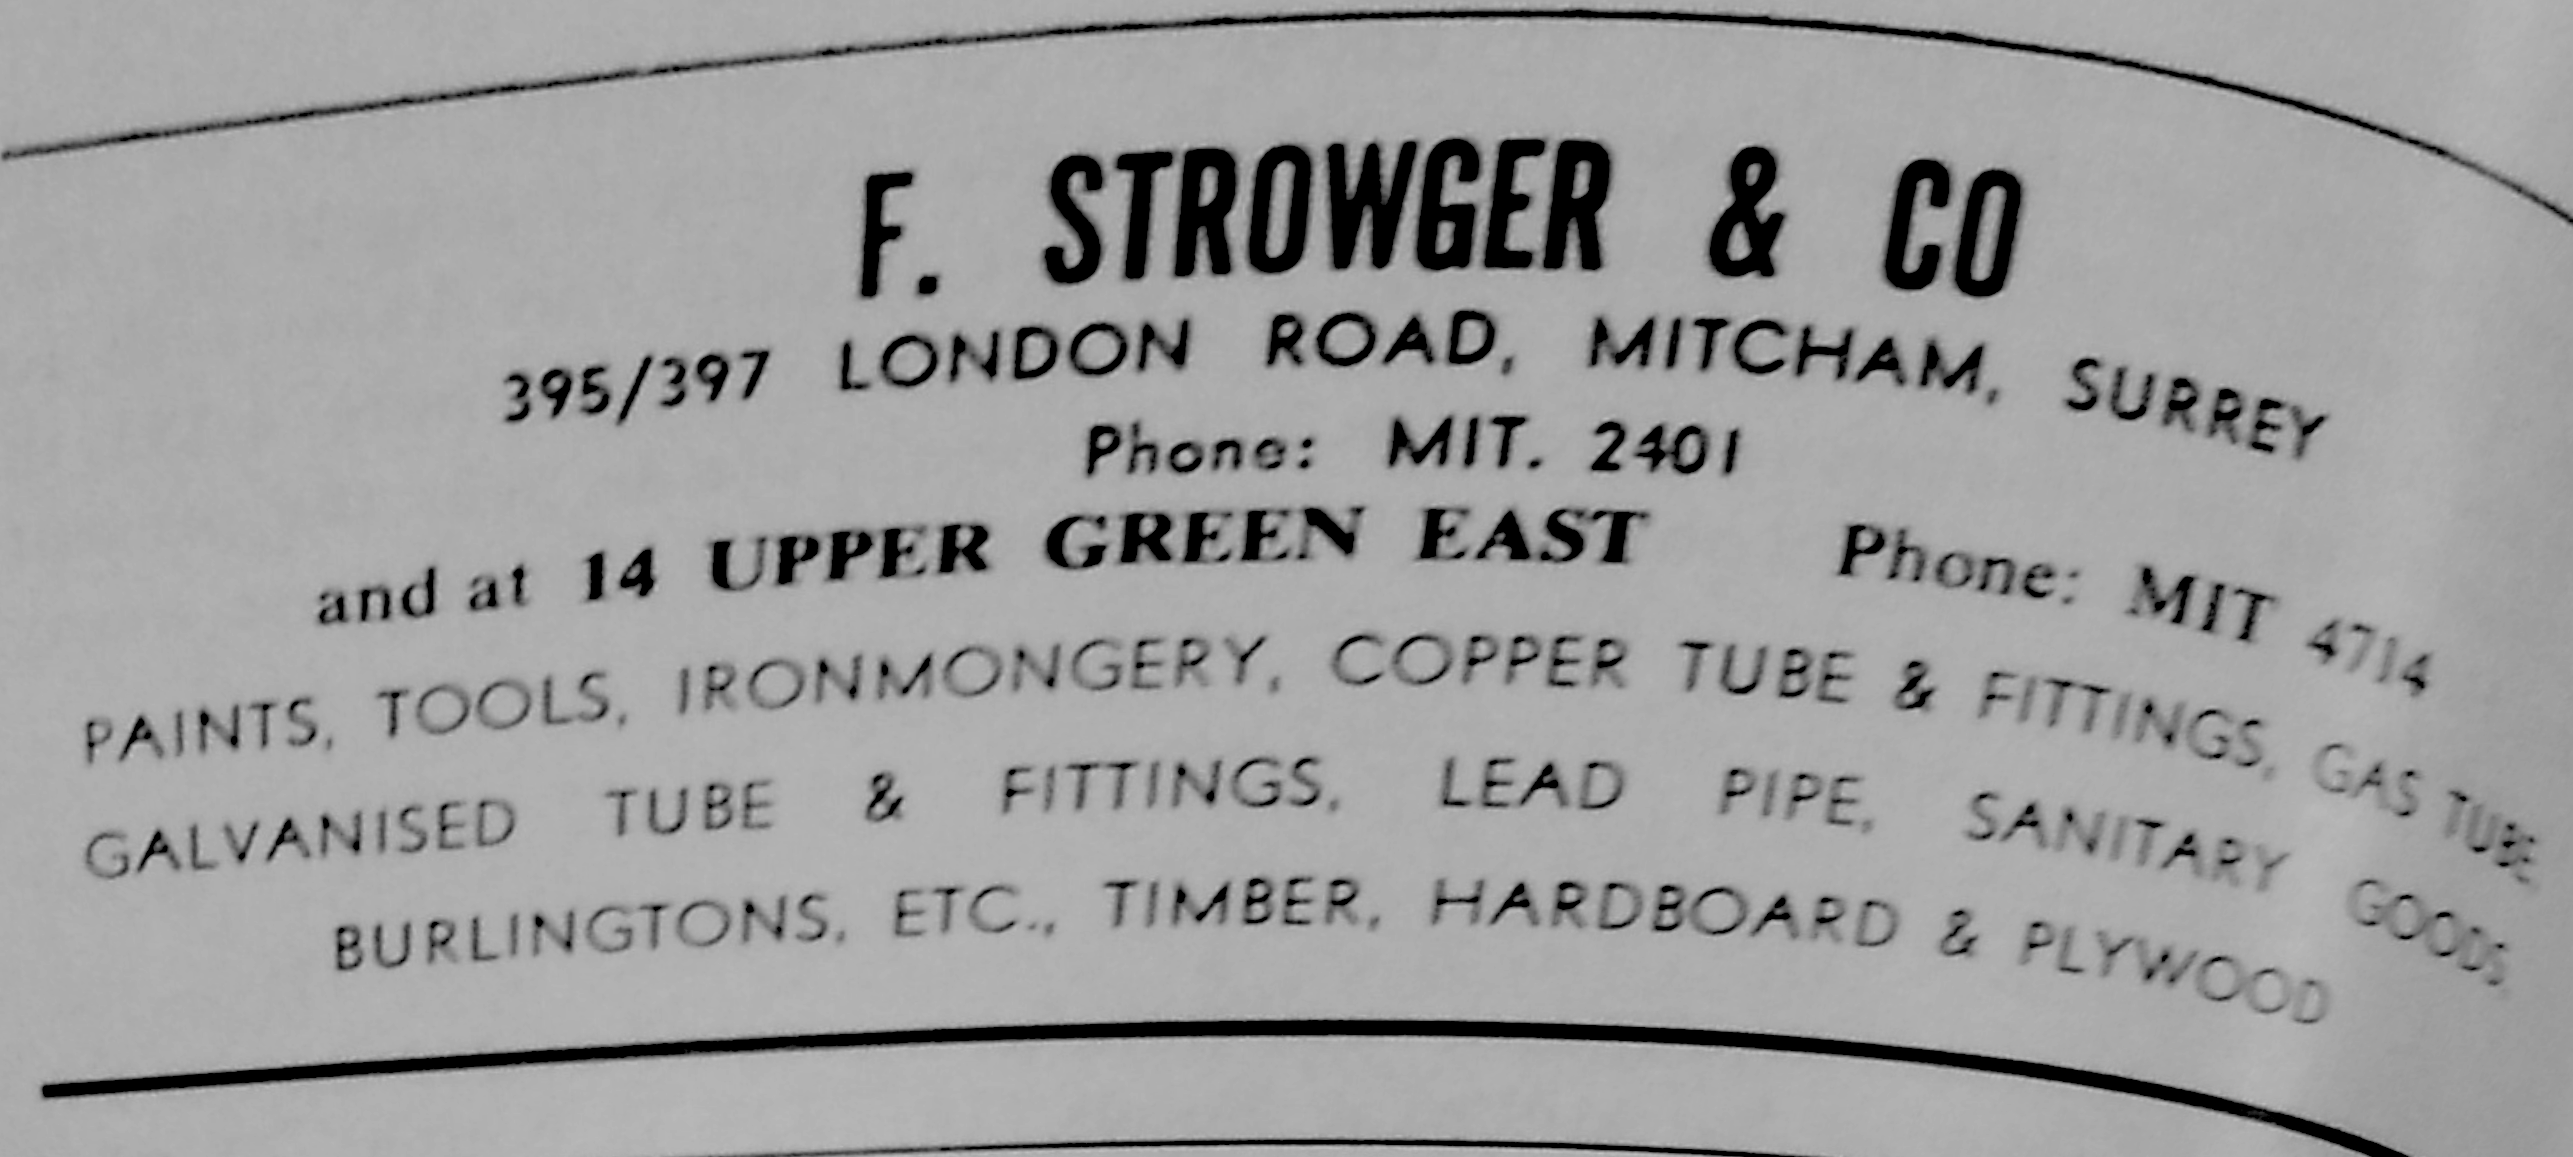 F. STROWGER & CO
395/397 LONDON ROAD, MITCHAM, SURREY
Phone: MIT. 2401
and at 14 UPPER GREEN EAST Phone: MIT 4714
PAINTS, TOOLS, IRONMONGERY, COPPER TUBE & FITTINGS, GAS TUBE
GALVANISED TUBE & FITTINGS, LEAD PIPE, SANITARY GOODS,
BURLINGTONS, ETC., TIMBER, HARDBOARD & PLYWOOD